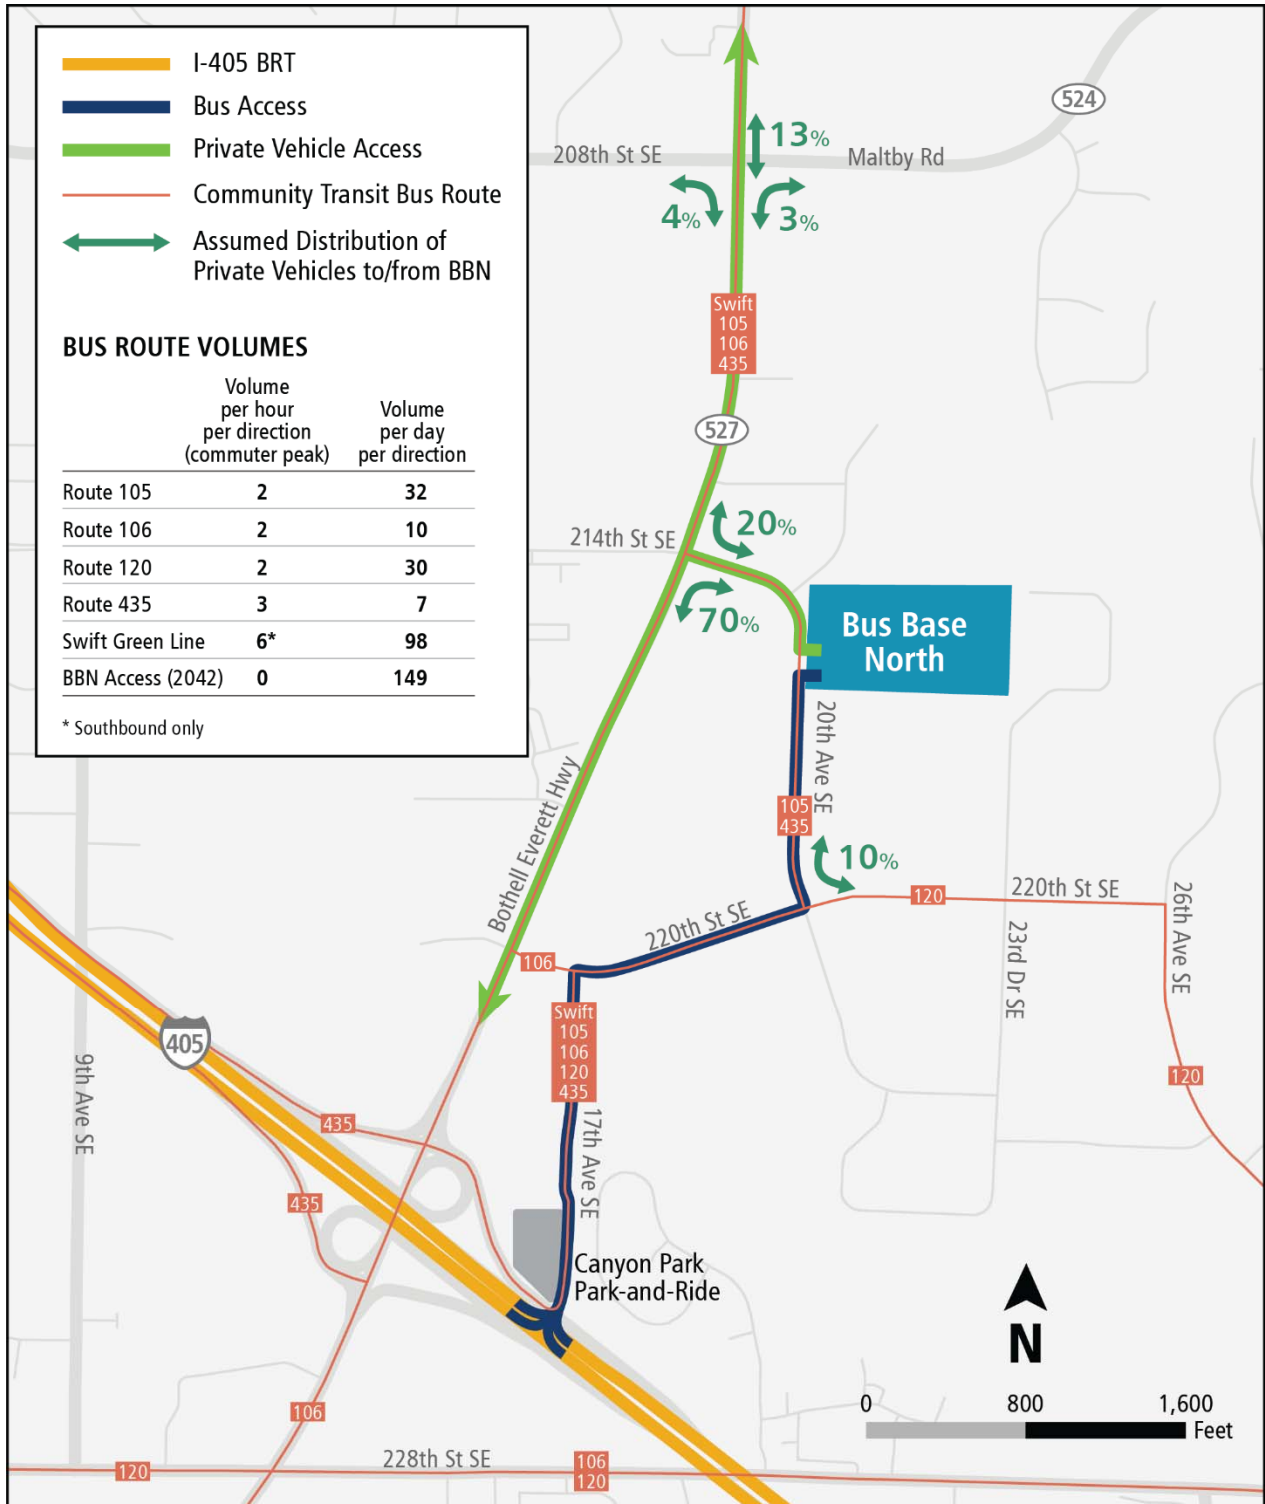 I-405 BRT
Bus Access
Private Vehicle Access
Community Transit Bus Route
Assumed Distribution of
Private Vehicles to/from BBN
BUS ROUTE VOLUMES
Volume
per hour
per direction
(commuter peak)
Volume
per day
per direction
Route 105 2 32
Route 106 2 10
Route 120 2 30
Route 435 3 7
Swift Green Line 6* 98
BBN Access (2042) 0 149
* Southbound only
524
13%
208th St SE
Maltby Rd
4%
3%
Swift
105
106
435
527
20%
214th St SE
70%
Bus Base
North
20th Ave SE
105
435
Bothell Everett Hwy
10%
220th St SE
120
220th St SE
26th Ave SE
23rd Dr SE
106
Swift
105
106
120
435
405
9th Ave SE
120
435
17th Ave SE
435
Canyon Park
Park-and-Ride
N
0 800 1,600
Feet
106
228th St SE
106
120
120